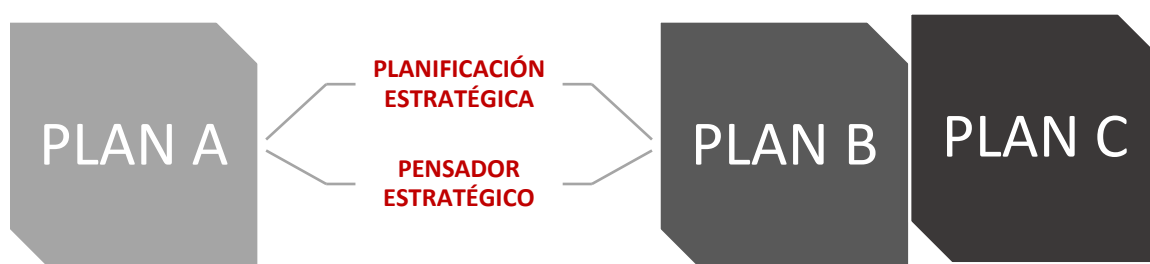 PLAN A
PLANIFICACIÓN
ESTRATÉGICA
PENSADOR
ESTRATÉGICO
PLAN B
PLAN C